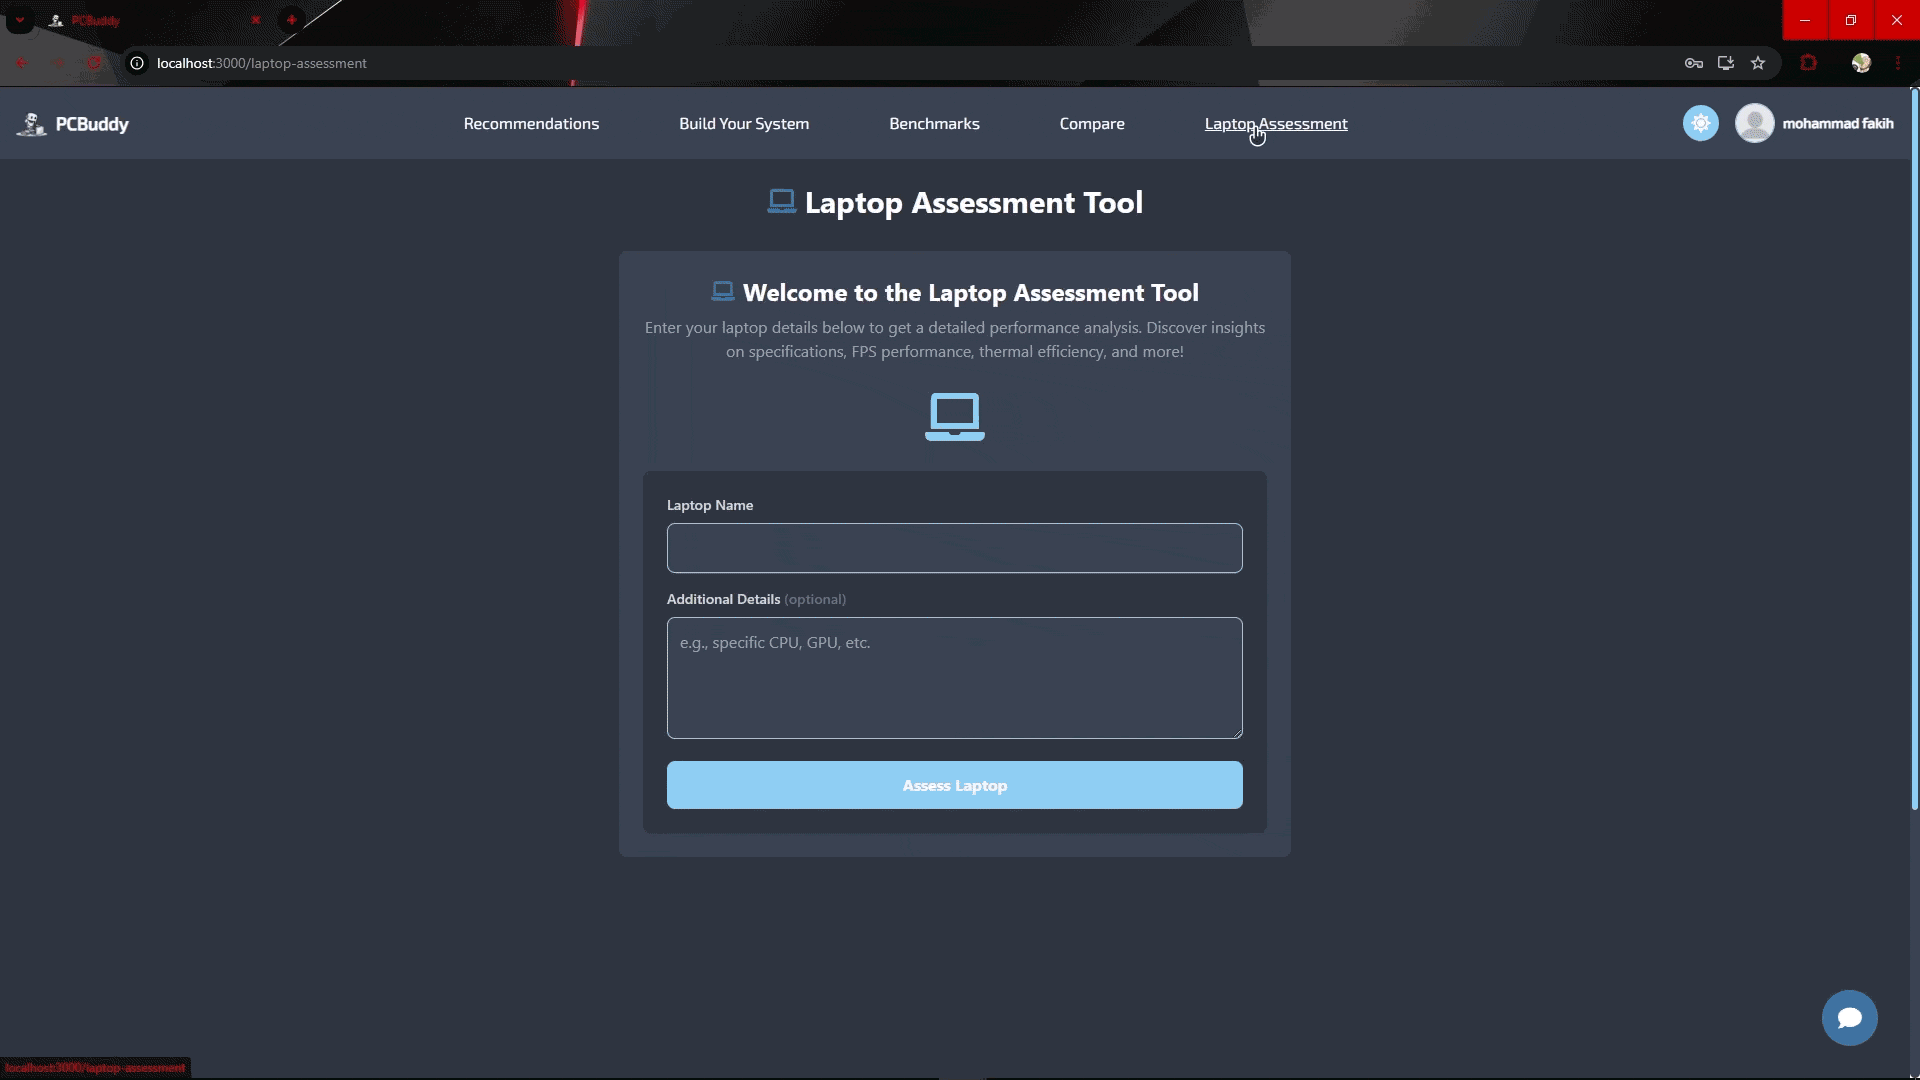 PCBuddy
localhost:3000/laptop-assessment
PCBuddy
Recommendations
Build Your System
Benchmarks
Compare
Laptop Assessment
mohammad fakih
Laptop Assessment Tool
Welcome to the Laptop Assessment Tool
Enter your laptop details below to get a detailed performance analysis. Discover insights
on specifications, FPS performance, thermal efficiency, and more!
Laptop Name
Additional Details (optional)
e.g., specific CPU, GPU, etc.
Assess Laptop
localhost:3000/laptop-assessment